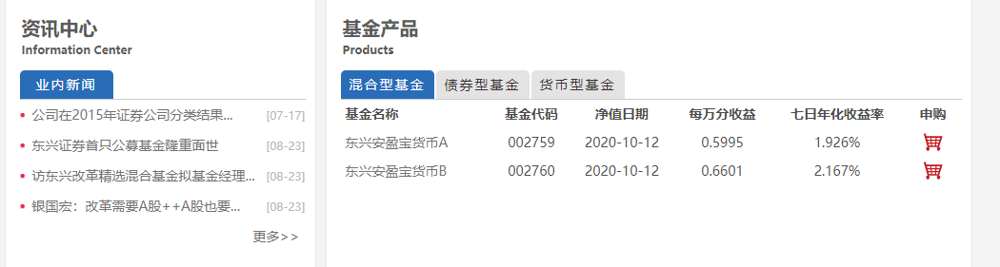 资讯中心
Information Center
业内新闻
公司在2015年证券公司分类结果... [07-17]
东兴证券首只公募基金隆重面世 [08-23]
访东兴改革精选混合基金拟基金经理... [08-23]
银国宏：改革需要A股++A股也要... [08-23]
更多>>
基金产品
Products
混合型基金 债券型基金 货币型基金
基金名称 基金代码 净值日期 每万分收益 七日年化收益率 申购
东兴安盈宝货币A 002759 2020-10-12 0.5995 1.926%
东兴安盈宝货币B 002760 2020-10-12 0.6601 2.167%